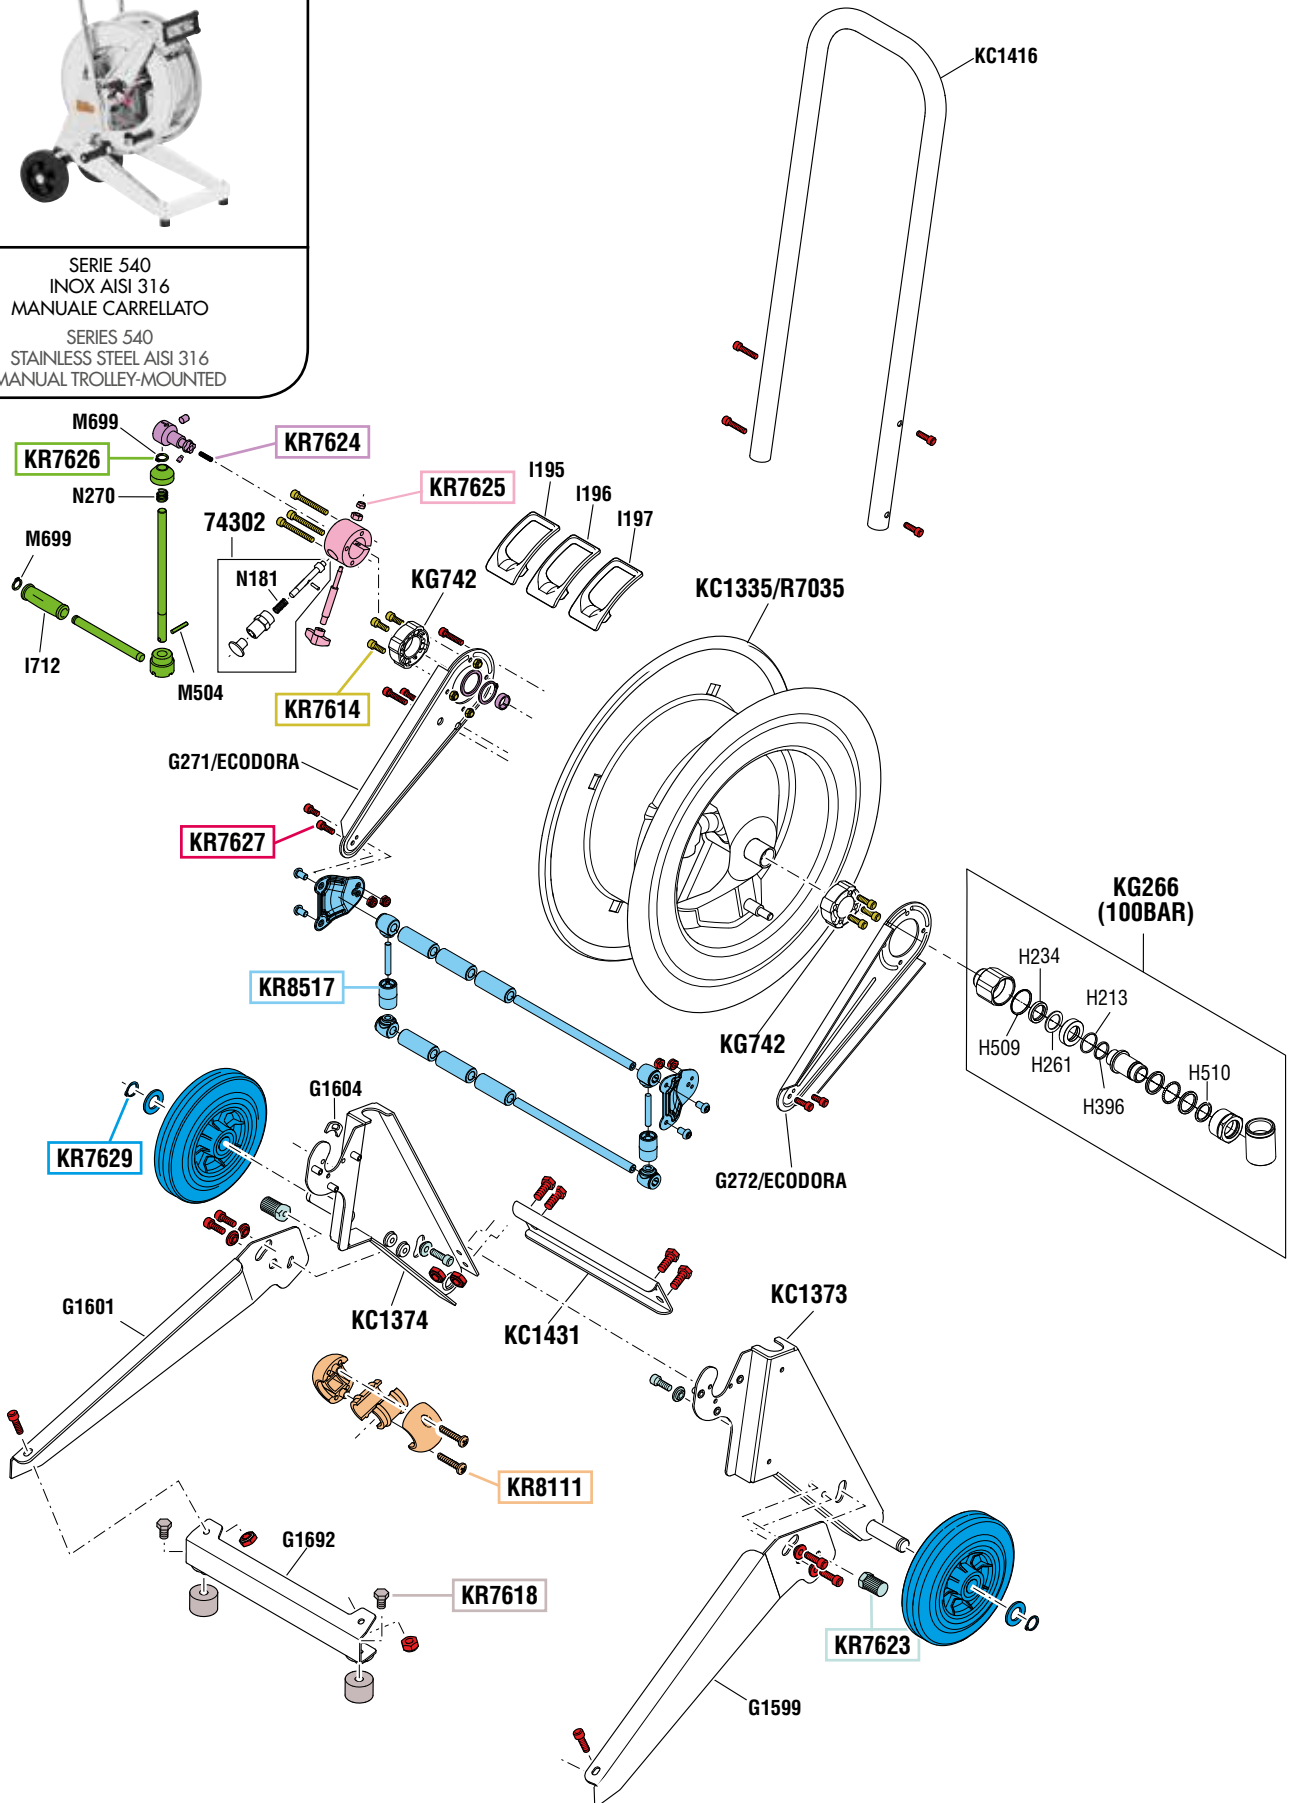 KC1416
SERIE 540
INOX AISI 316
MANUALE CARRELLATO
SERIES 540
STAINLESS STEEL AISI 316
MANUAL TROLLEY-MOUNTED
M699
KR7626
KR7624
N270
KR7625
I195
I196
I197
74302
M699
N181
KG742
KC1335/R7035
I712
M504
KR7614
G271/ECODORA
KR7627
KG266
(100BAR)
H234
H213
KR8517
H509
H261
KG742
H510
H396
G1604
KR7629
G272/ECODORA
G1601
KC1374
KC1431
KC1373
KR8111
G1692
KR7618
KR7623
G1599